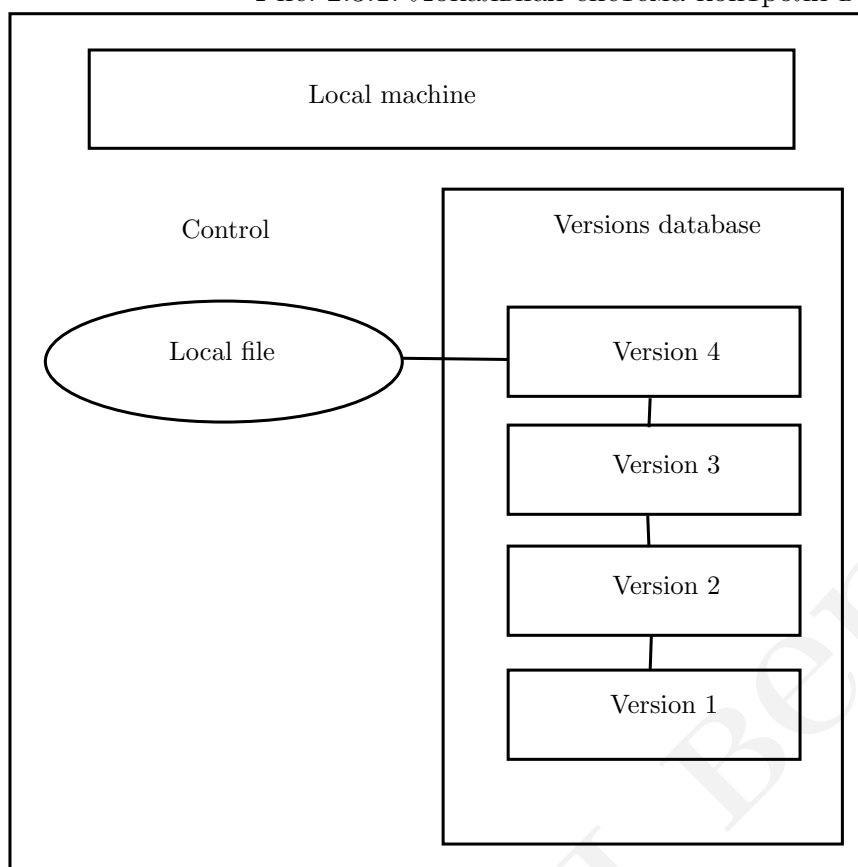 Local machine
Control
Versions database
Local file
Version 4
Version 3
Version 2
Version 1